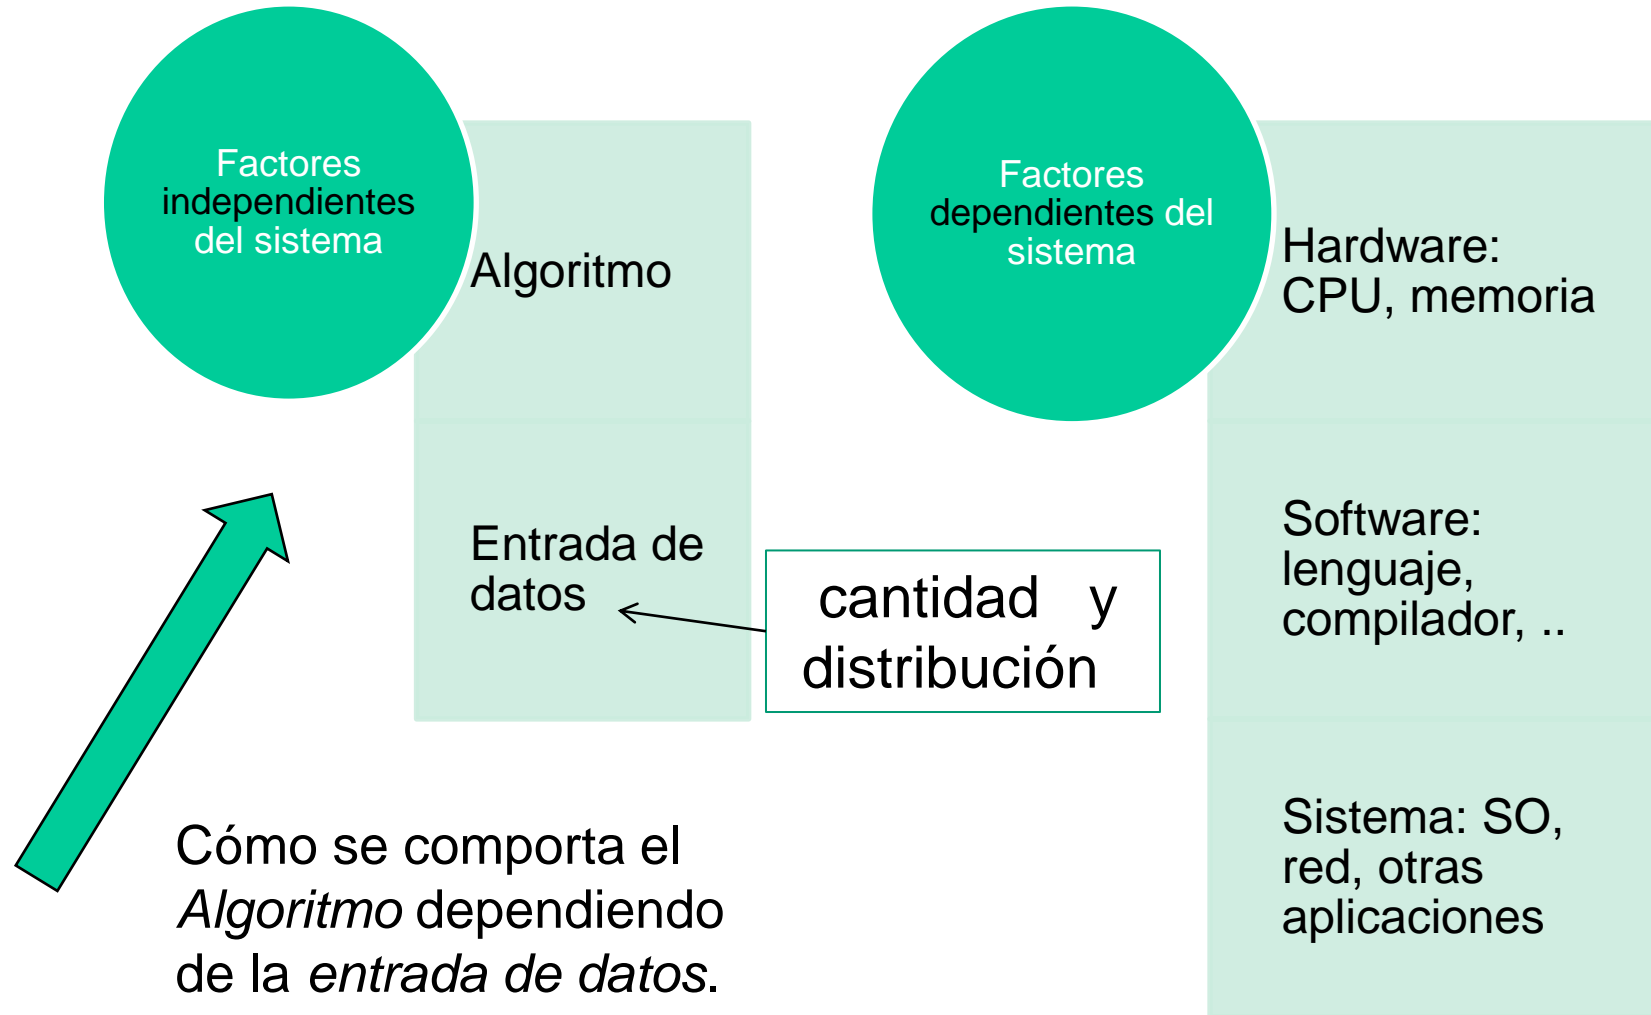 Factores
independientes
del sistema
Algoritmo
Entrada de
datos
cantidad y
distribución
Cómo se comporta el
Algoritmo dependiendo
de la entrada de datos.
Factores
dependientes del
sistema
Hardware:
CPU, memoria
Software:
lenguaje,
compilador, ..
Sistema: SO,
red, otras
aplicaciones